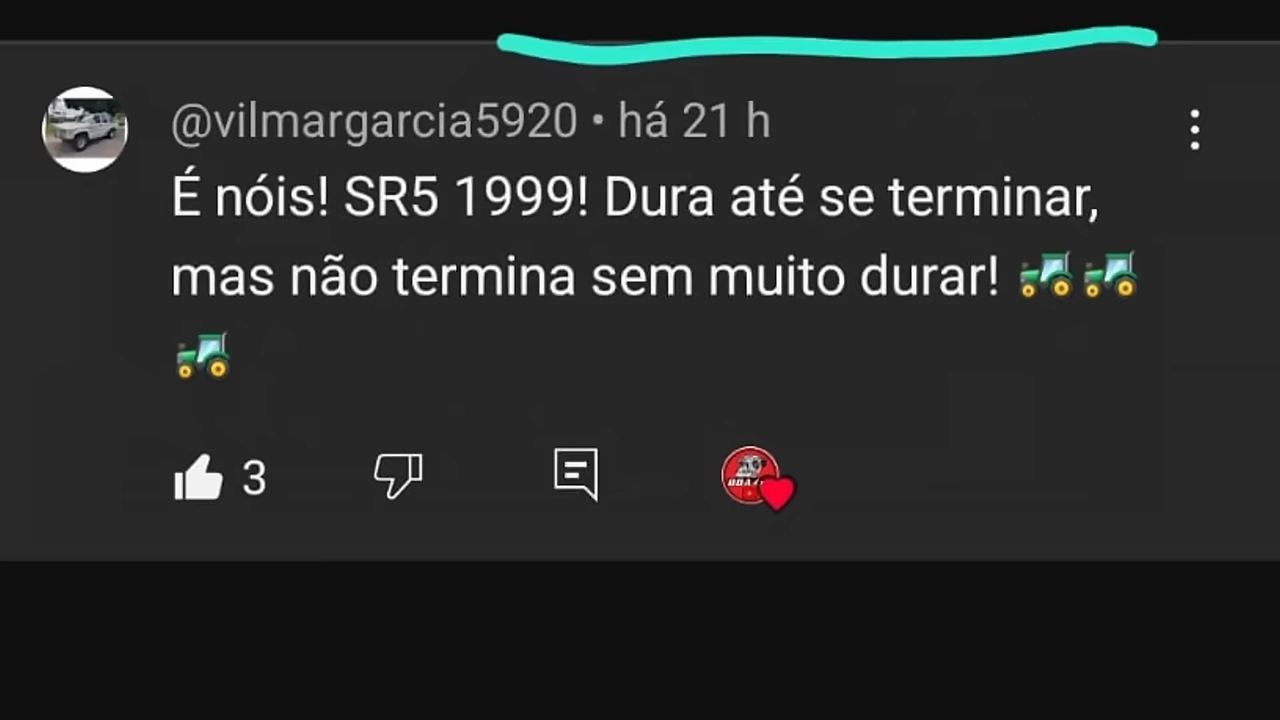 @vilmargarcia5920 • há 21 h
É nóis! SR5 1999! Dura até se terminar,
mas não termina sem muito durar! 🚜🚜
🚜
3